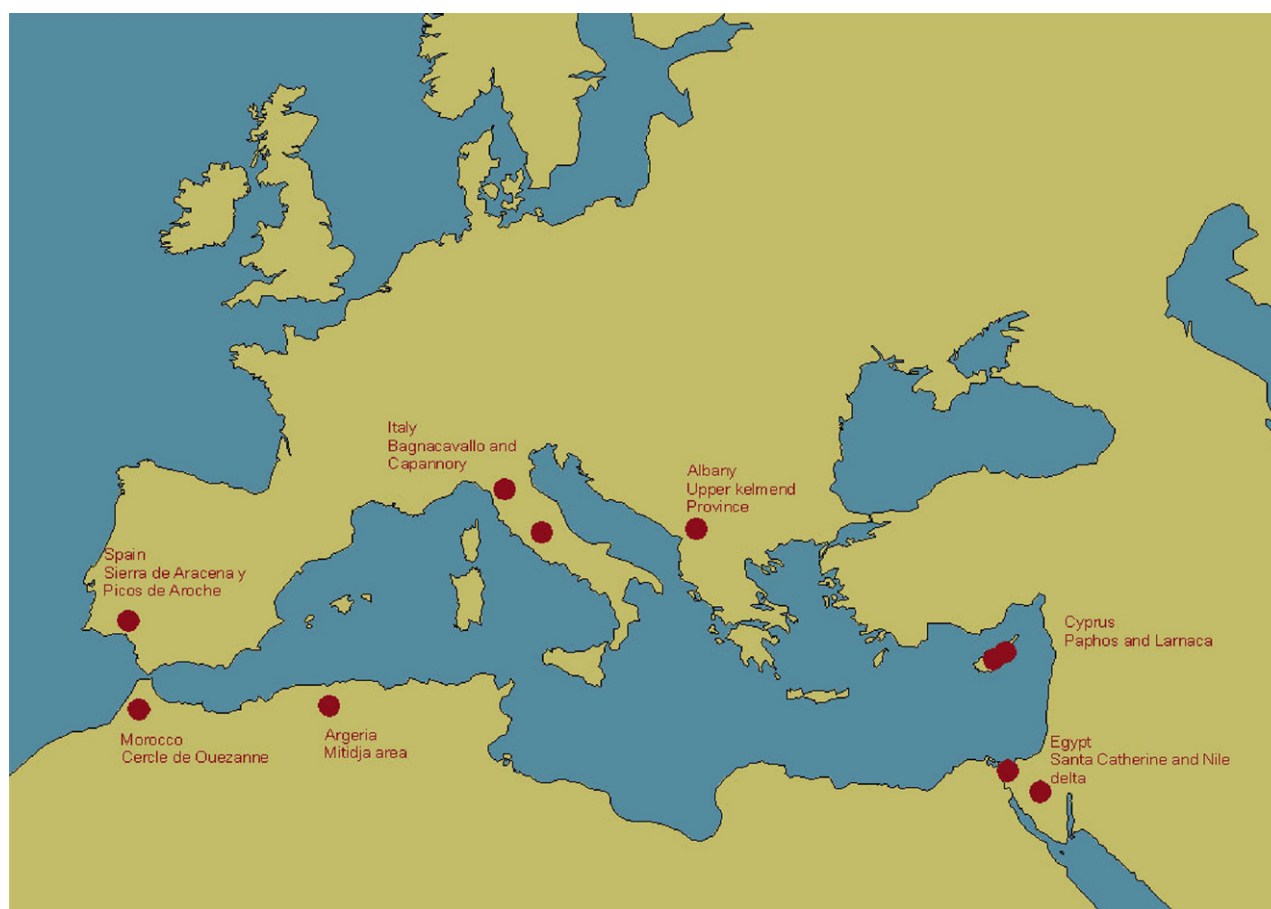 Italy
Bagnacavallo and
Capannory
Albany
Upper kelmend
Province
Spain
Sierra de Aracena y
Picos de Aroche
Cyprus
Paphos and Larnaca
Morocco
Cercle de Ouezanne
Argeria
Mitidja area
Egypt
Santa Catherine and Nile
delta